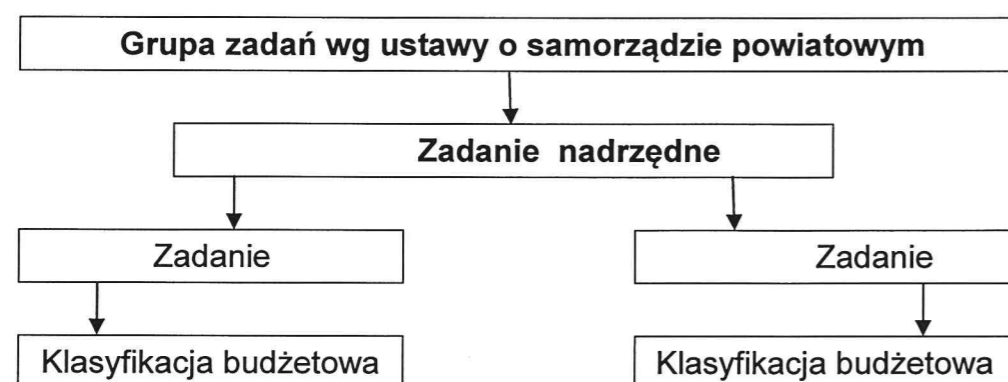 Grupa zadań wg ustawy o samorządzie powiatowym
Zadanie nadrzędne
Zadanie
Zadanie
Klasyfikacja budżetowa
Klasyfikacja budżetowa